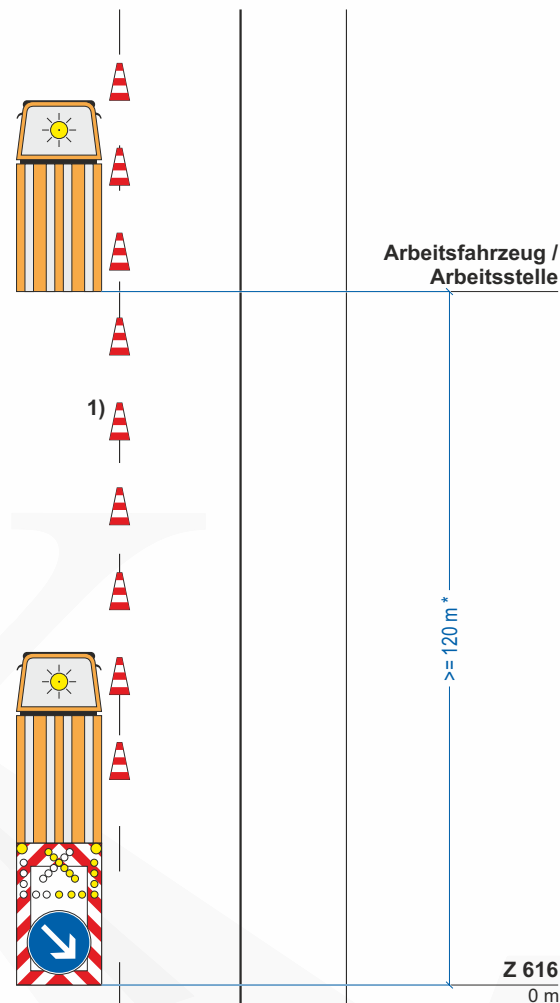 Arbeitsfahrzeug /
Arbeitsstelle
1)
>= 120 m *
Z 616
0 m